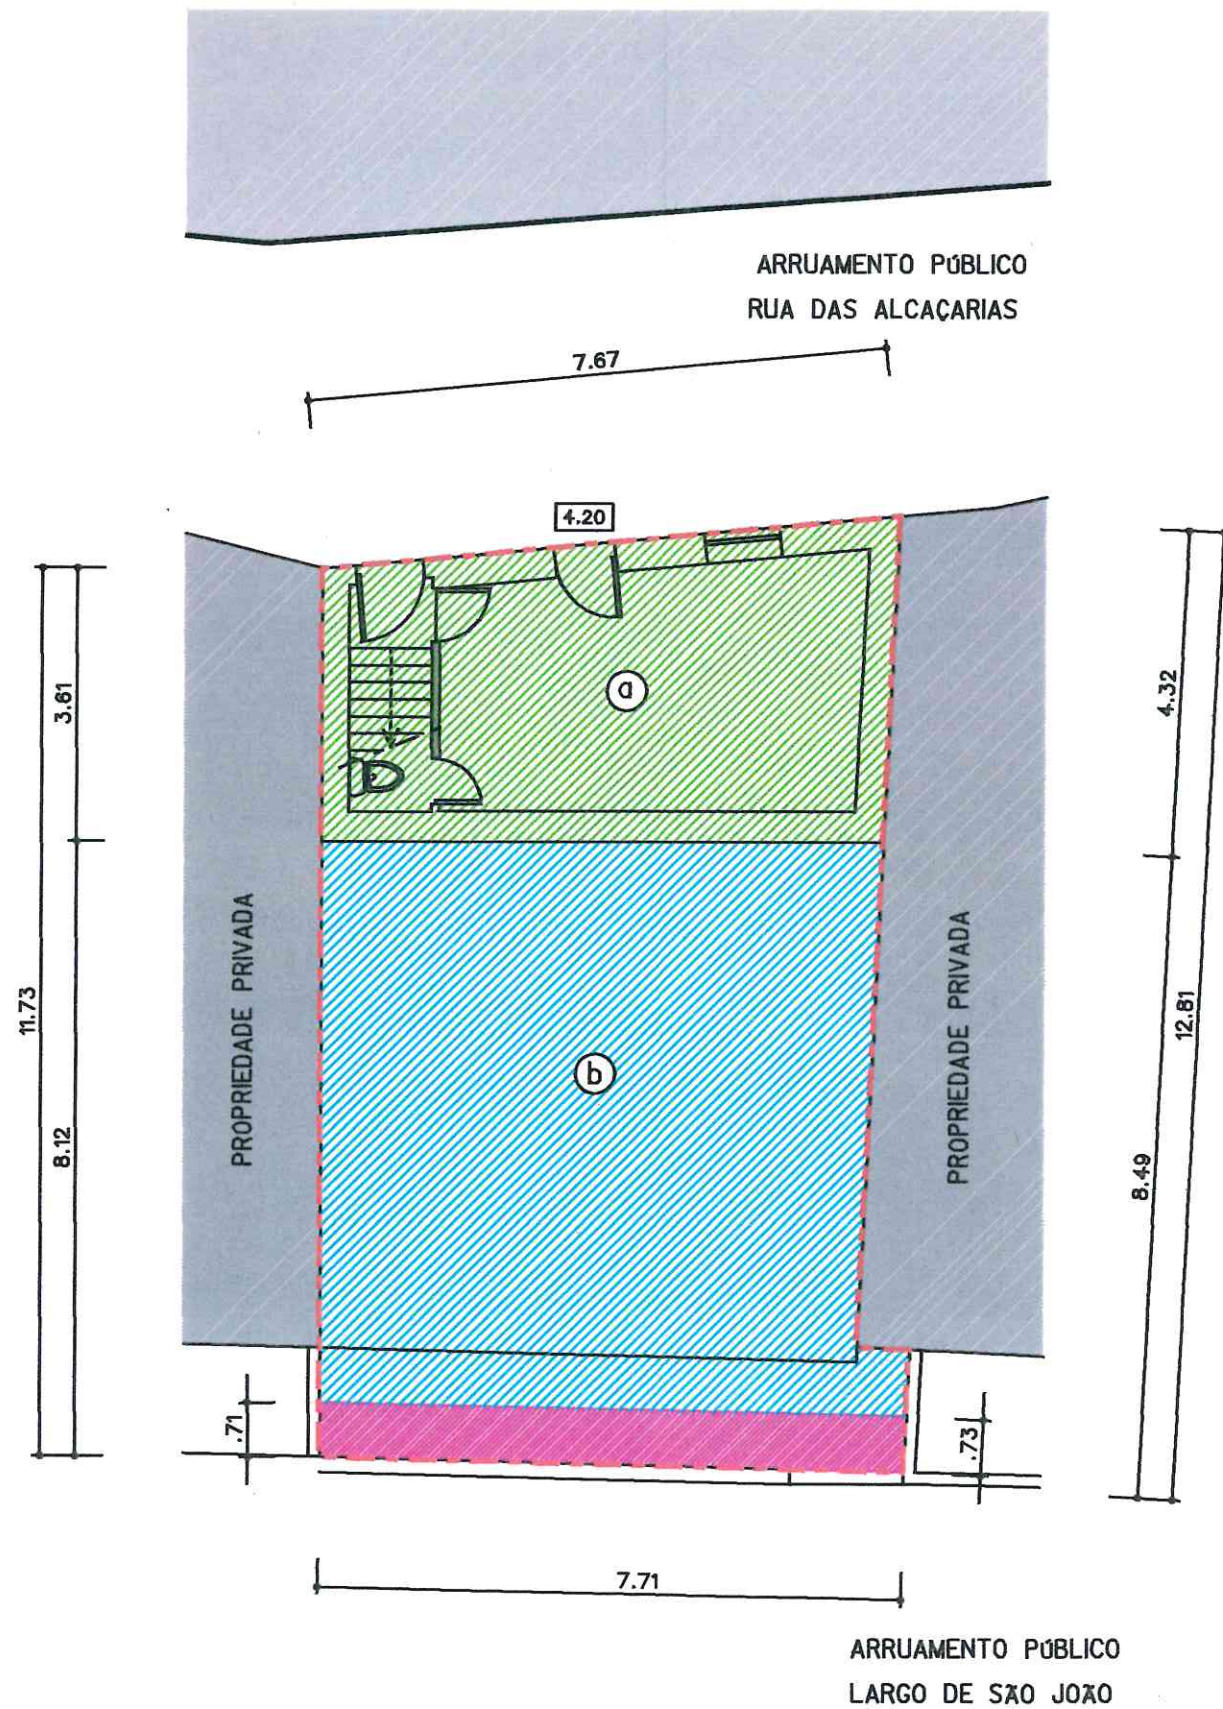 ARRUAMENTO PÚBLICO
RUA DAS ALCAÇARIAS
7.67
4.20
3.61
4.32
a
PROPRIEDADE PRIVADA
PROPRIEDADE PRIVADA
11.73
12.81
b
8.12
8.49
.71
.73
7.71
ARRUAMENTO PÚBLICO
LARGO DE SÃO JOÃO